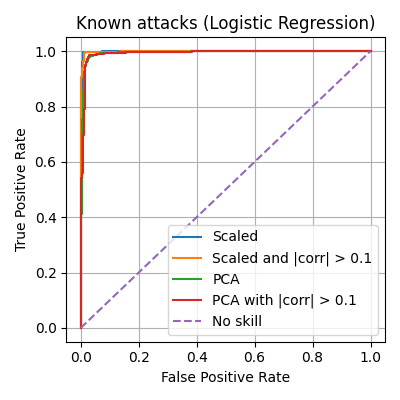 Known attacks (Logistic Regression)
True Positive Rate
1.0
0.8
0.6
0.4
0.2
0.0
Scaled
Scaled and |corr| > 0.1
PCA
PCA with |corr| > 0.1
No skill
0.0 0.2 0.4 0.6 0.8 1.0
False Positive Rate